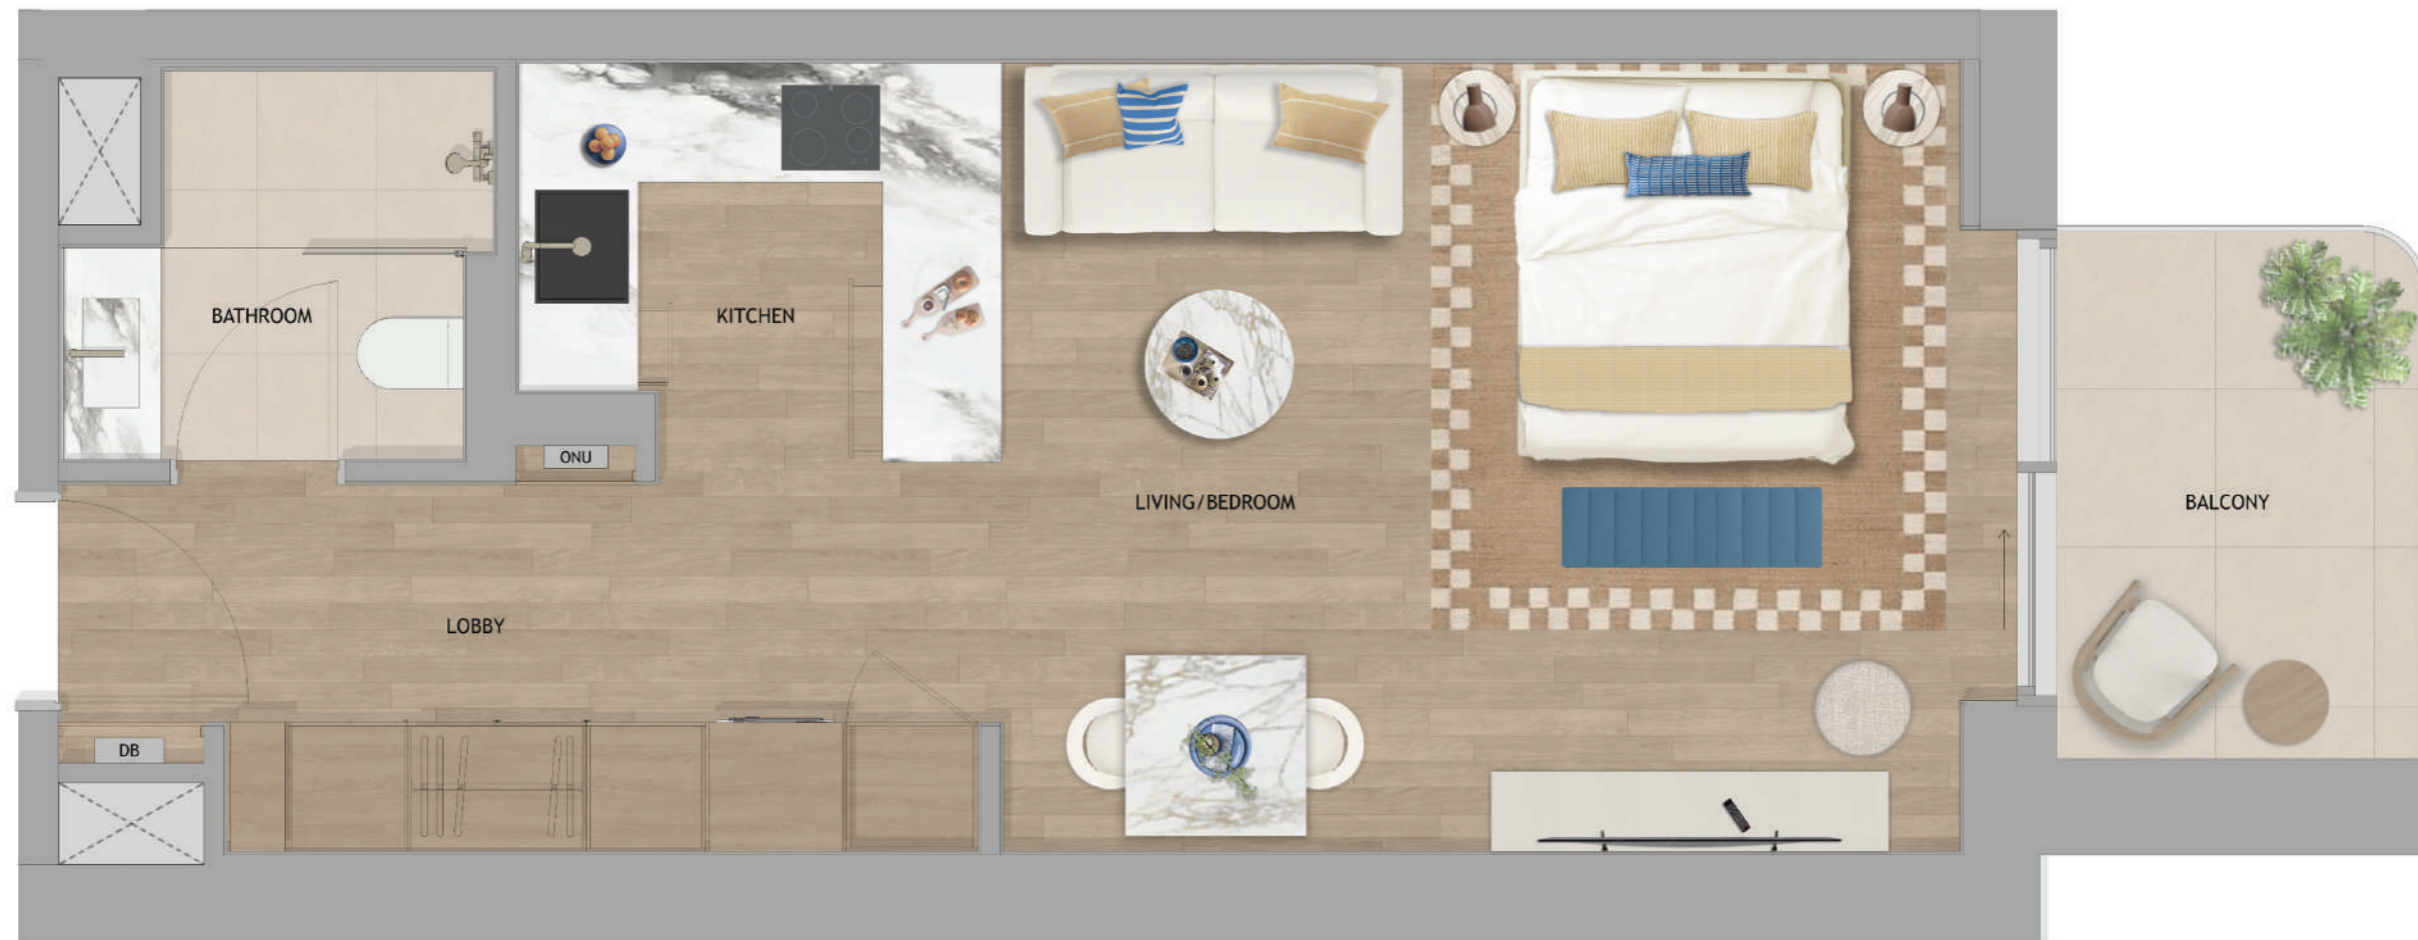 BATHROOM
KITCHEN
ONU
LIVING/BEDROOM
BALCONY
LOBBY
DB